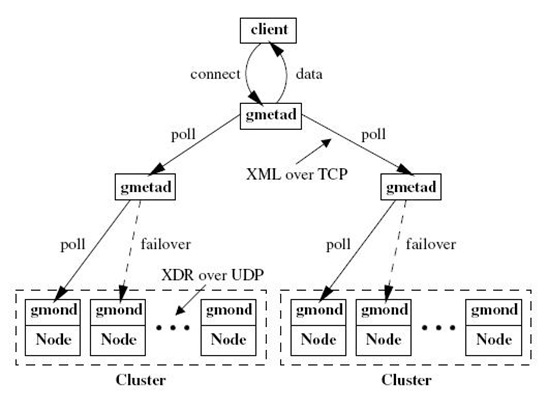 client
connect
data
gmetad
poll
poll
XML over TCP
gmetad
gmetad
poll
failover
poll
failover
XDR over UDP
gmond
gmond
gmond
gmond
gmond
gmond
Node
Node
Node
Node
Node
Node
Cluster
Cluster